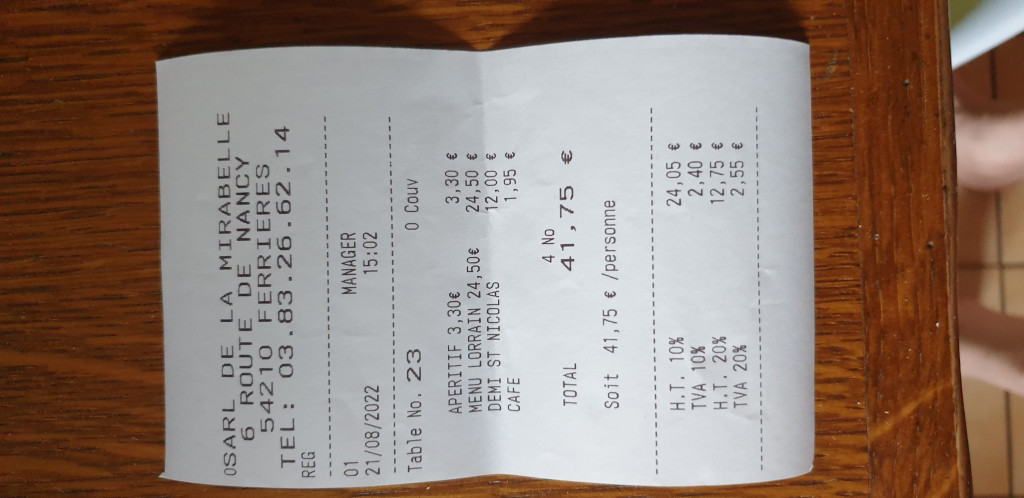 OSARL DE LA MIRABELLE
6 ROUTE DE NANCY
54210 FERRIERES
TEL: 03.83.26.62.14
REG
01 MANAGER
21/08/2022 15:02
Table No. 23 0 Couv
APERITIF 3,30€ 3,30 €
MENU LORRAIN 24,50€ 24,50 €
DEMI ST NICOLAS 12,00 €
CAFE 1,95 €
4 No
TOTAL 41,75 €
Soit 41,75 € /personne
H.T. 10% 24,05 €
TVA 10% 2,40 €
H.T. 20% 12,75 €
TVA 20% 2,55 €